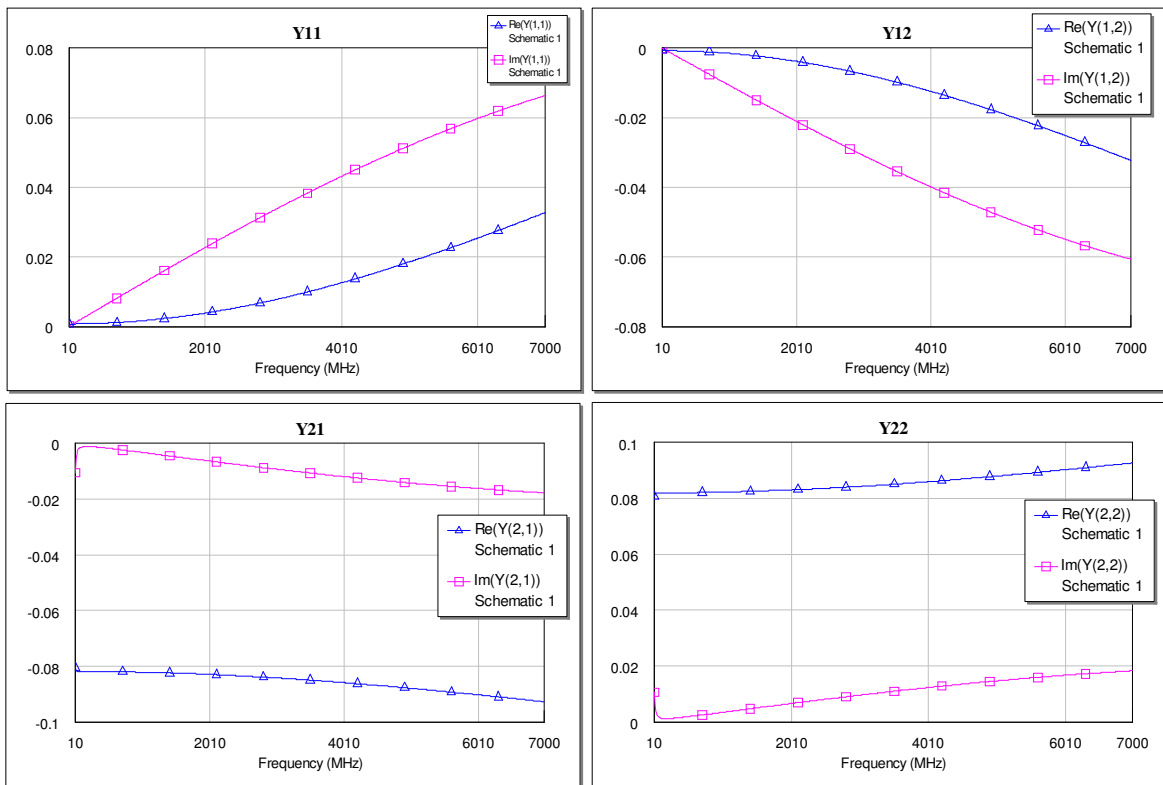 Y11
Re(Y(1,1))
Schematic 1
Im(Y(1,1))
Schematic 1
0.08
0.06
0.04
0.02
0
10 2010 4010 6010 7000
Frequency (MHz)
Y12
Re(Y(1,2))
Schematic 1
Im(Y(1,2))
Schematic 1
0
-0.02
-0.04
-0.06
-0.08
10 2010 4010 6010 7000
Frequency (MHz)
Y21
0
-0.02
-0.04
-0.06
-0.08
-0.1
Re(Y(2,1))
Schematic 1
Im(Y(2,1))
Schematic 1
10 2010 4010 6010 7000
Frequency (MHz)
Y22
0.1
0.08
0.06
0.04
0.02
0
Re(Y(2,2))
Schematic 1
Im(Y(2,2))
Schematic 1
10 2010 4010 6010 7000
Frequency (MHz)